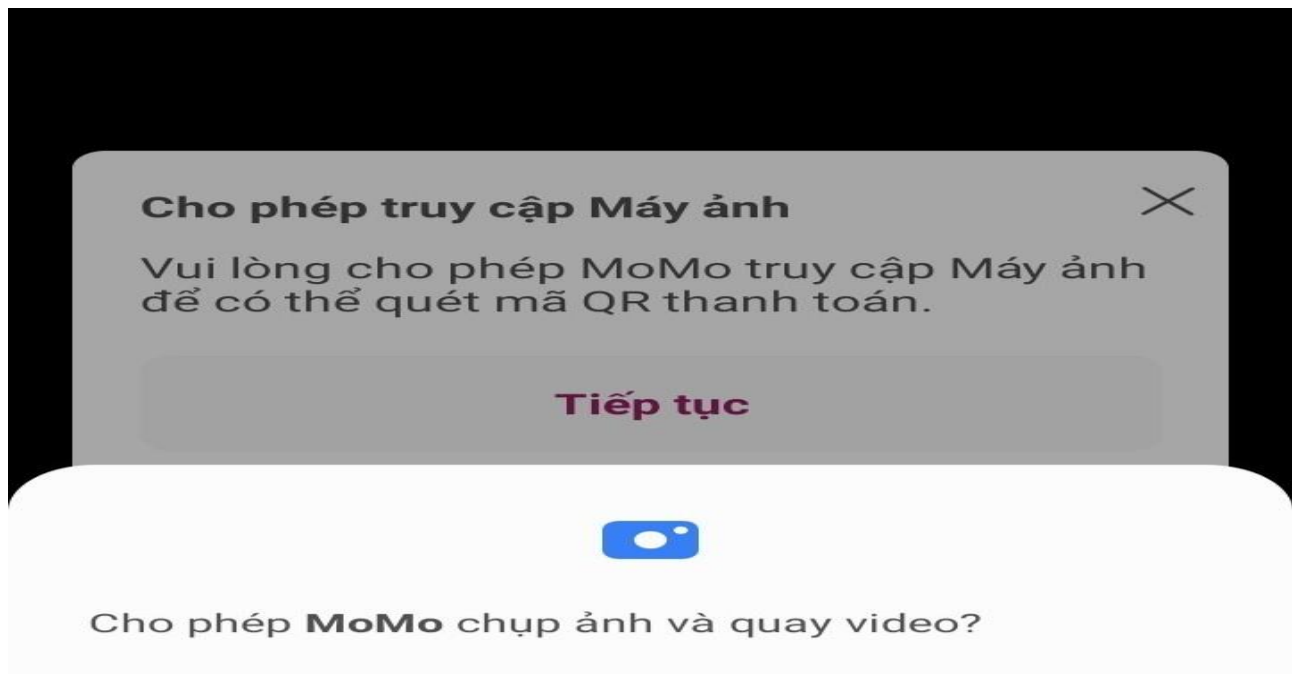 Cho phép truy cập Máy ảnh
Vui lòng cho phép MoMo truy cập Máy ảnh
để có thể quét mã QR thanh toán.
Tiếp tục
Cho phép MoMo chụp ảnh và quay video?